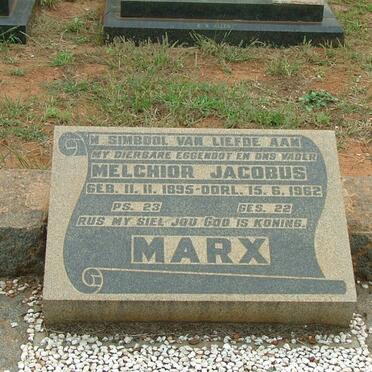 'N SIMBOOL VAN LIEFDE AAN
MY DIERBARE EGGENOOT EN ONS VADER
MELCHIOR JACOBUS
GEB. 11. 11. 1895 - OORL. 15. 6. 1962
PS. 23 GES. 22
RUS MY SIEL JOU GOD IS KONING.
MARX